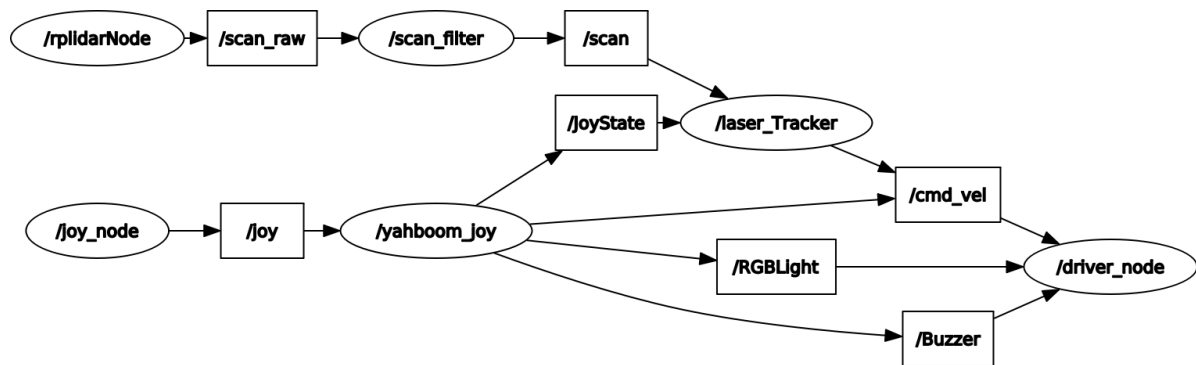 /rplidarNode
/scan_raw
/scan_filter
/scan
/JoyState
/laser_Tracker
/cmd_vel
/joy_node
/joy
/yahboom_joy
/RGBLight
/driver_node
/Buzzer